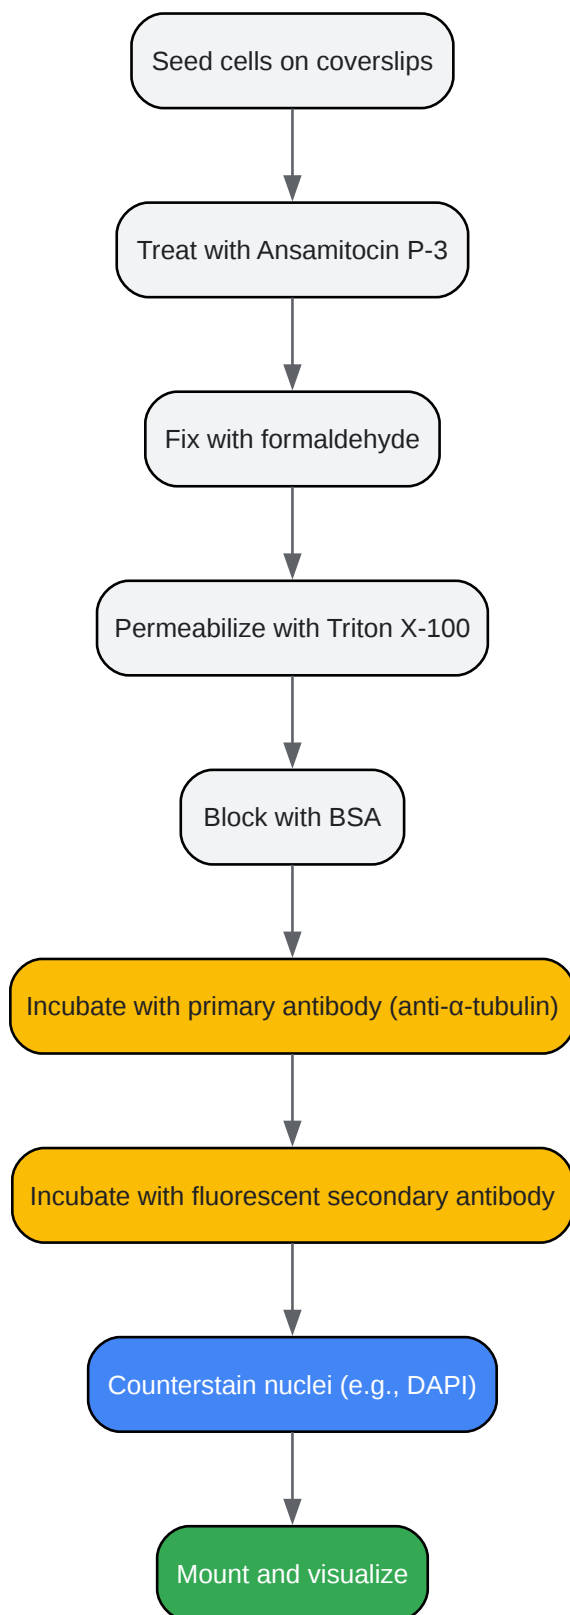 Seed cells on coverslips
Treat with Ansamitocin P-3
Fix with formaldehyde
Permeabilize with Triton X-100
Block with BSA
Incubate with primary antibody (anti-α-tubulin)
Incubate with fluorescent secondary antibody
Counterstain nuclei (e.g., DAPI)
Mount and visualize